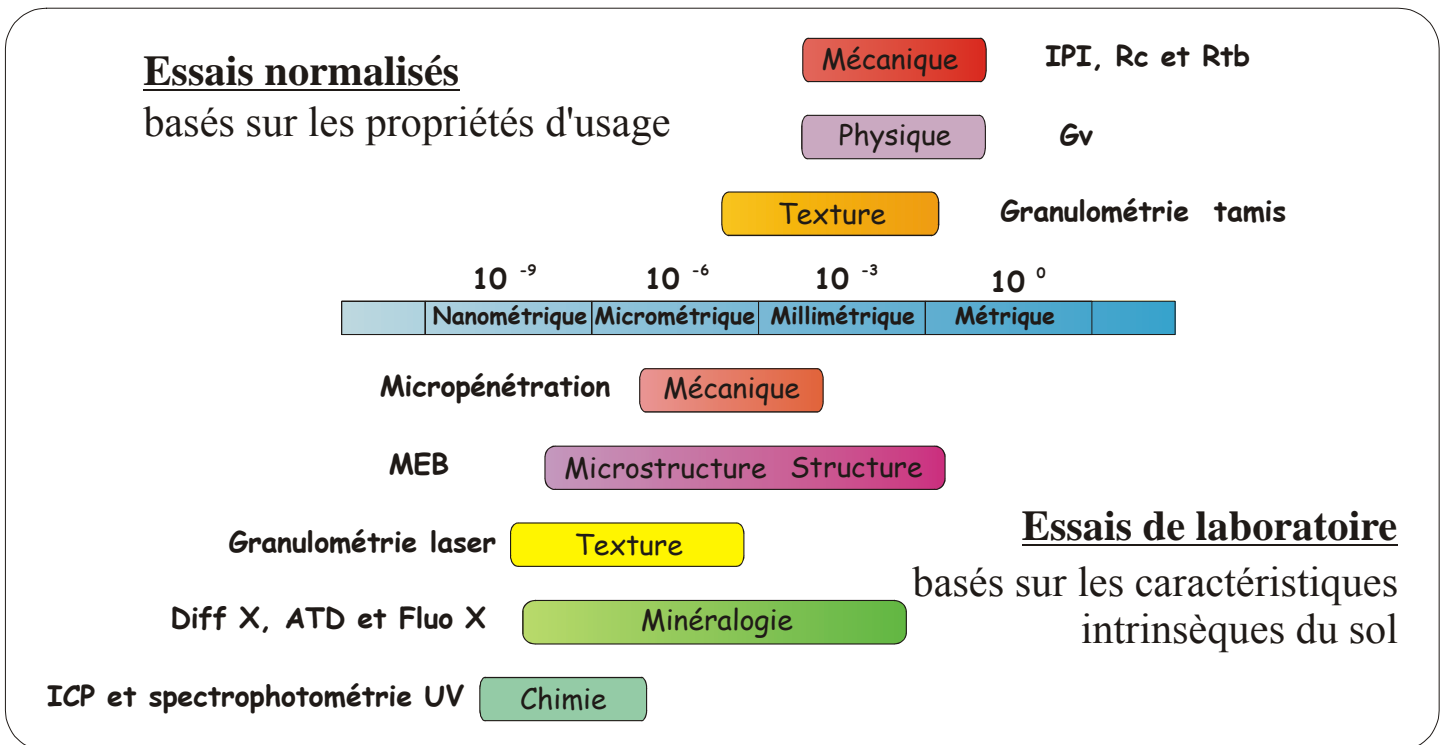 Essais normalisés
basés sur les propriétés d'usage
Mécanique IPI, Rc et Rtb
Physique Gv
Texture Granulométrie tamis
10 -9 10 -6 10 -3 10 0
Nanométrique Micrométrique Millimétrique Métrique
Micropénétration Mécanique
MEB Microstructure Structure
Granulométrie laser Texture
Diff X, ATD et Fluo X Minéralogie
ICP et spectrophotométrie UV Chimie
Essais de laboratoire
basés sur les caractéristiques
intrinsèques du sol